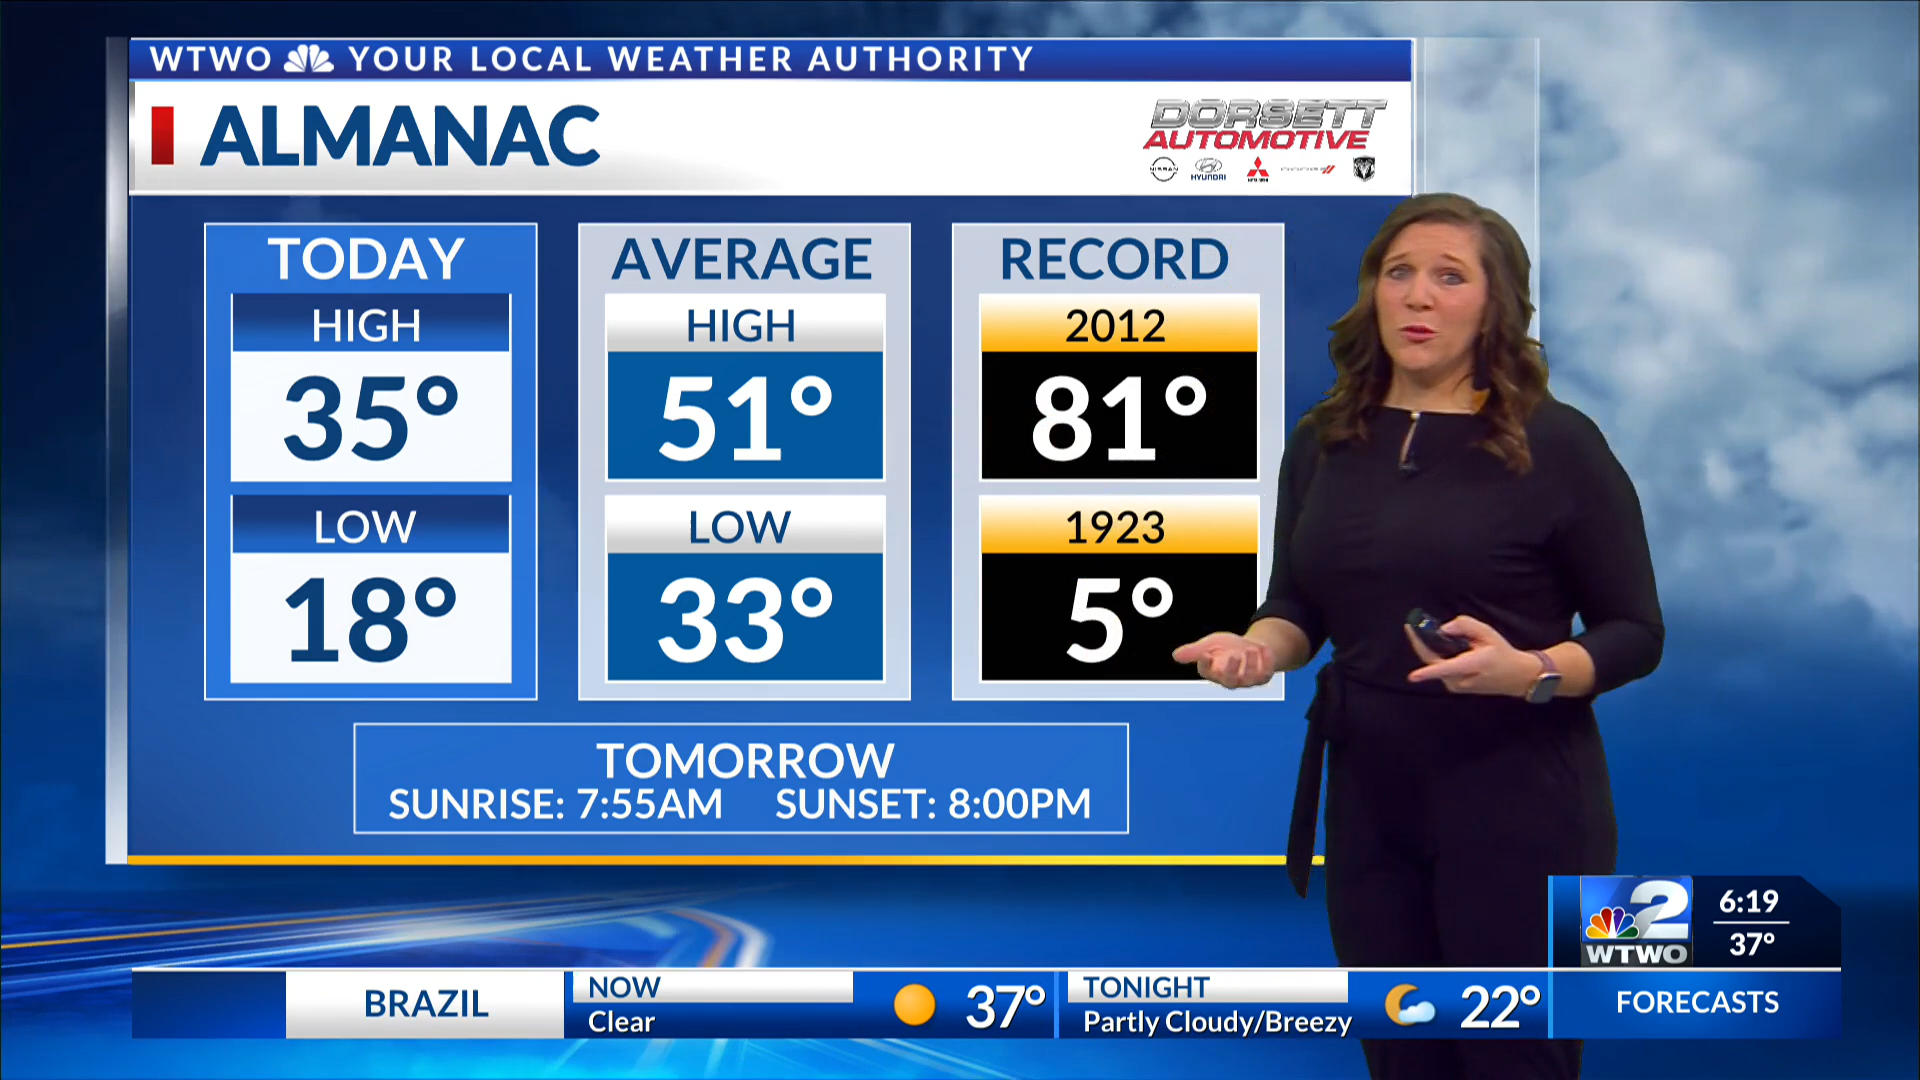 WTWO YOUR LOCAL WEATHER AUTHORITY
ALMANAC
DORSETT
AUTOMOTIVE
NISSAN
HYUNDAI
DODGE
TODAY
HIGH
35°
LOW
18°
AVERAGE
HIGH
51°
LOW
33°
RECORD
2012
81°
1923
5°
TOMORROW
SUNRISE: 7:55AM SUNSET: 8:00PM
2
WTWO
6:19
37°
BRAZIL
NOW
Clear
37°
TONIGHT
Partly Cloudy/Breezy
22°
FORECASTS